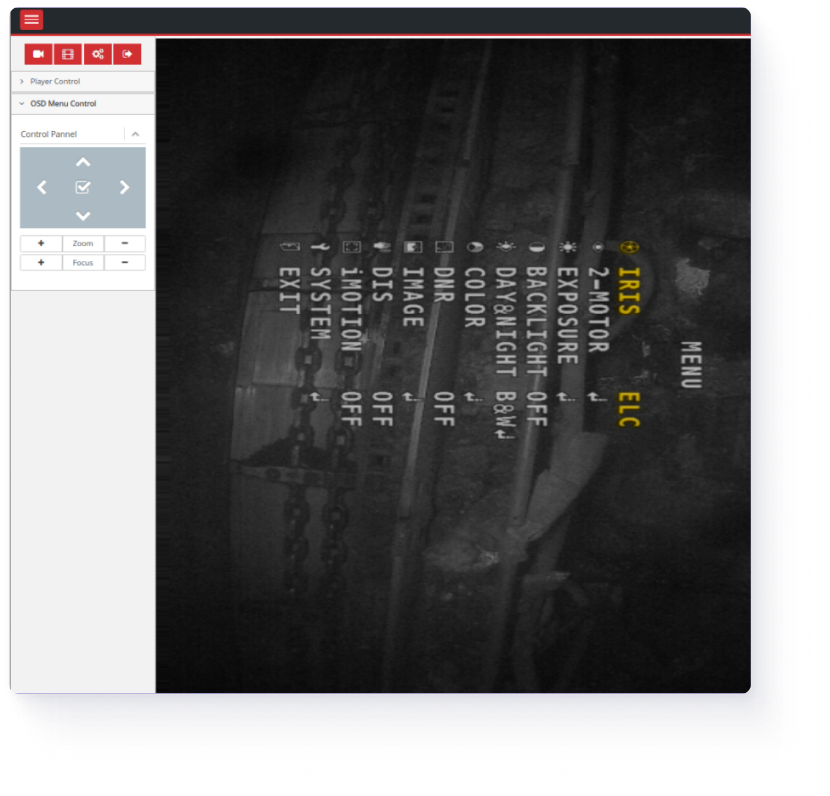 Player Control
OSD Menu Control
Control Pannel
+ Zoom −
+ Focus −
MENU
IRIS ELC
2-MOTOR ↵
EXPOSURE ↵
BACKLIGHT OFF
DAY&NIGHT B&W↵
COLOR ↵
DNR OFF
IMAGE ↵
DIS OFF
iMOTION OFF
SYSTEM ↵
EXIT